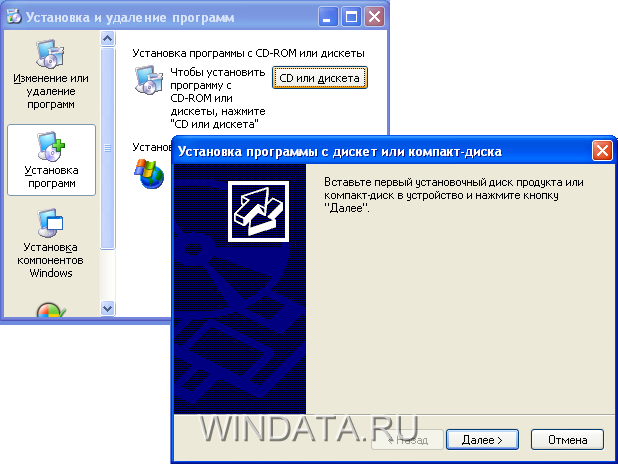 Установка и удаление программ
Изменение или
удаление
программ
Установка
программ
Установка
компонентов
Windows
Установка программы с CD-ROM или дискеты
Чтобы установить
программу с
CD-ROM или
дискеты, нажмите
"CD или дискета"
CD или дискета
Устано
Установка программы с дискет или компакт-диска
Вставьте первый установочный диск продукта или
компакт-диск в устройство и нажмите кнопку
"Далее".
WINDATA.RU
< Назад
Далее >
Отмена